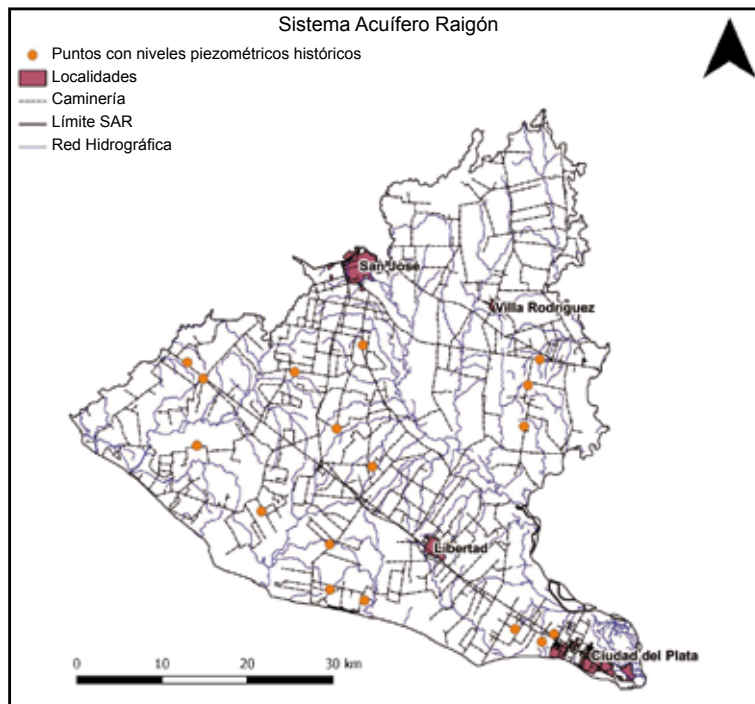 Sistema Acuífero Raigón
Puntos con niveles piezométricos históricos
Localidades
Caminería
Límite SAR
Red Hidrográfica
San José
Villa Rodríguez
Libertad
Ciudad del Plata
0 10 20 30 km